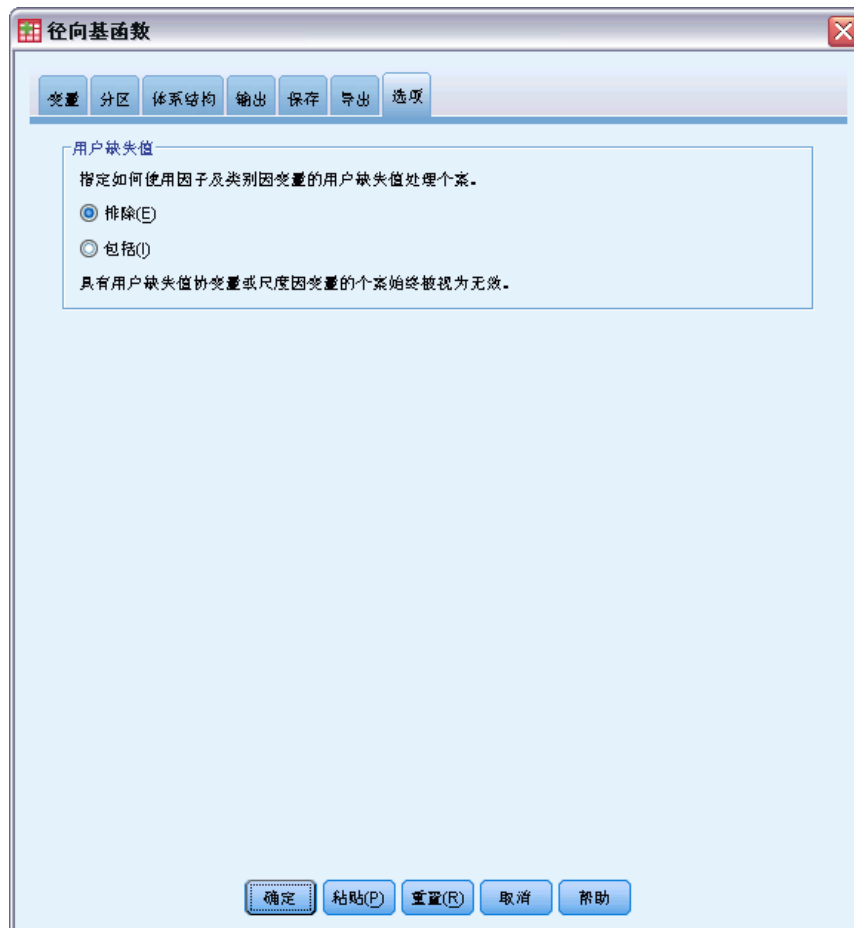 径向基函数
变量 分区 体系结构 输出 保存 导出 选项
用户缺失值
指定如何使用因子及类别因变量的用户缺失值处理个案。
排除(E)
包括(I)
具有用户缺失值协变量或尺度因变量的个案始终被视为无效。
确定 粘贴(P) 重置(R) 取消 帮助